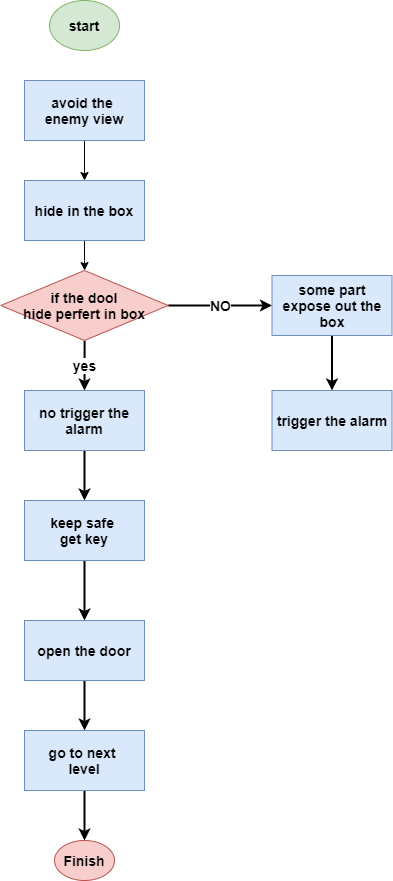 start
avoid the
enemy view
hide in the box
if the dool
hide perfert in box
NO
some part
expose out the
box
yes
no trigger the
alarm
trigger the alarm
keep safe
get key
open the door
go to next
level
Finish